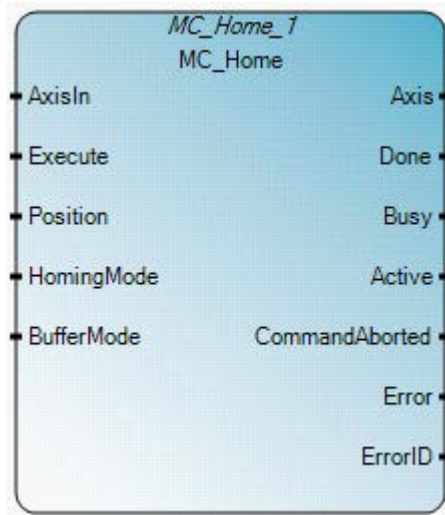 MC_Home_1
MC_Home
AxisIn Axis
Execute Done
Position Busy
HomingMode Active
BufferMode CommandAborted
Error
ErrorID